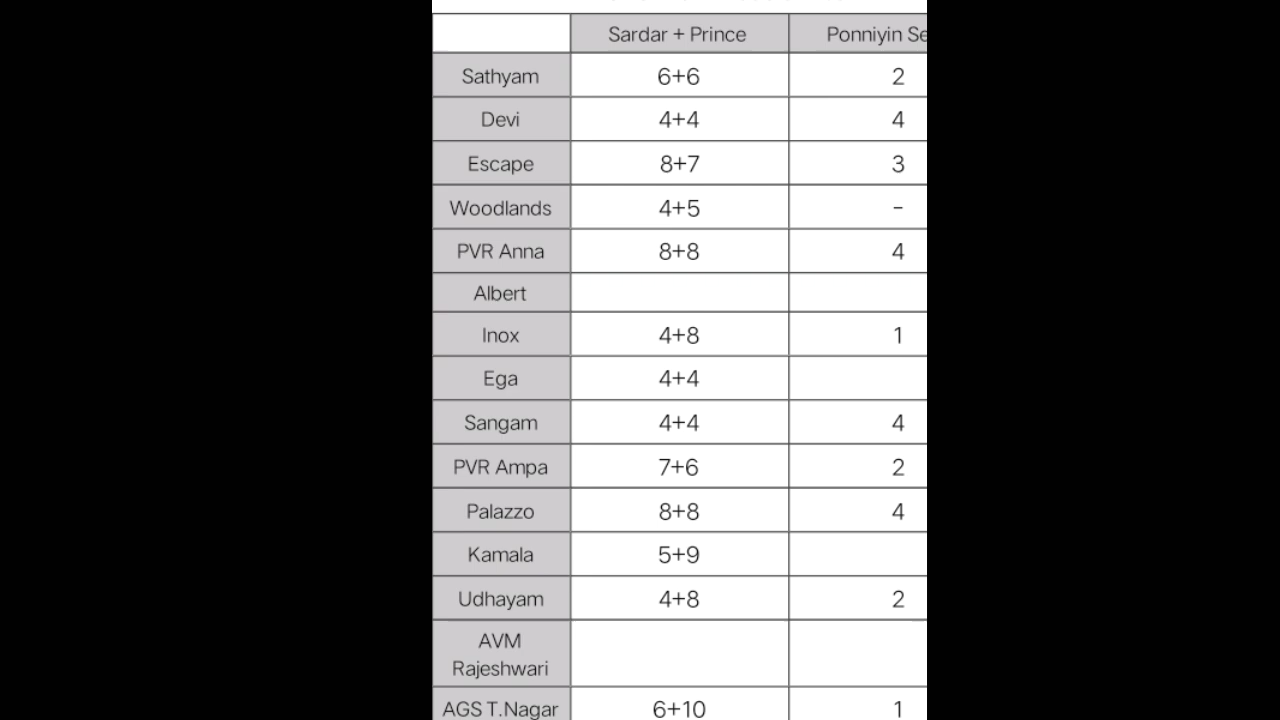 Sardar + Prince Ponniyin Se
Sathyam 6+6 2
Devi 4+4 4
Escape 8+7 3
Woodlands 4+5 -
PVR Anna 8+8 4
Albert
Inox 4+8 1
Ega 4+4
Sangam 4+4 4
PVR Ampa 7+6 2
Palazzo 8+8 4
Kamala 5+9
Udhayam 4+8 2
AVM
Rajeshwari
AGS T.Nagar 6+10 1